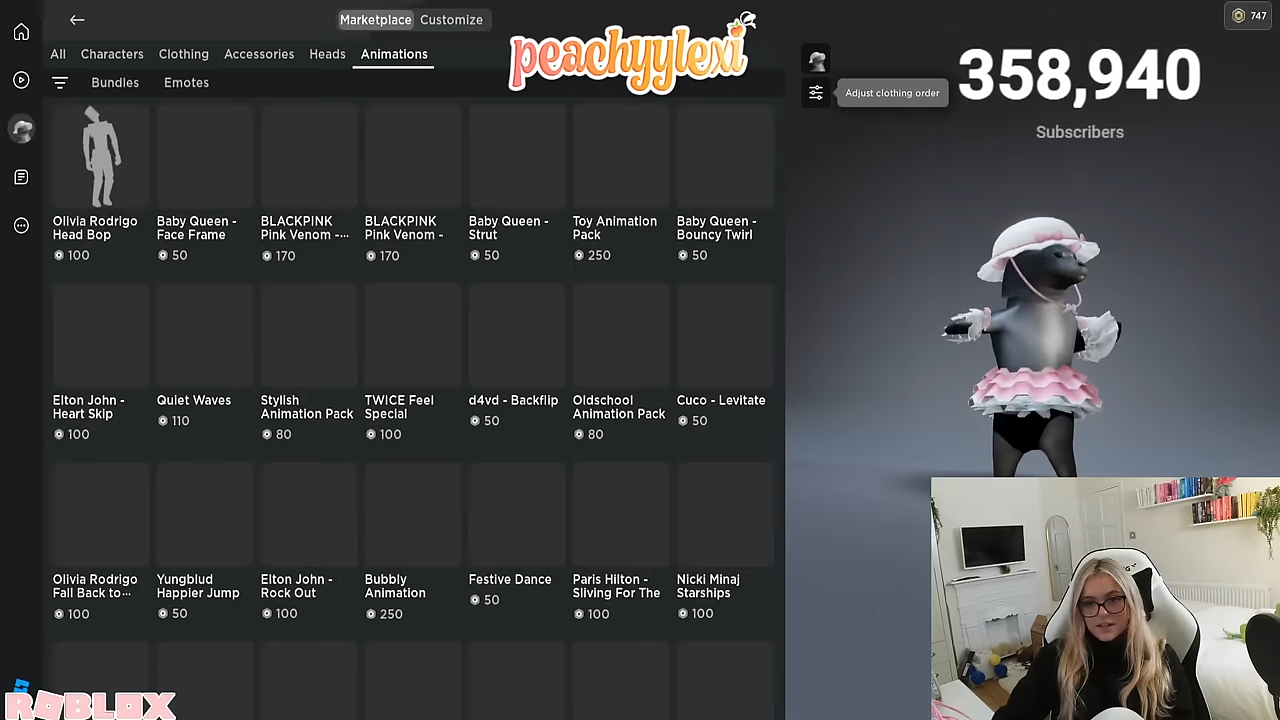 Marketplace Customize
747
peachyylexi
All Characters Clothing Accessories Heads Animations
Bundles Emotes
Adjust clothing order
358,940
Subscribers
Olivia Rodrigo
Head Bop
100
Baby Queen -
Face Frame
50
BLACKPINK
Pink Venom -...
170
BLACKPINK
Pink Venom -
170
Baby Queen -
Strut
50
Toy Animation
Pack
250
Baby Queen -
Bouncy Twirl
50
Elton John -
Heart Skip
100
Quiet Waves
110
Stylish
Animation Pack
80
TWICE Feel
Special
100
d4vd - Backflip
50
Oldschool
Animation Pack
80
Cuco - Levitate
50
Olivia Rodrigo
Fall Back to...
100
Yungblud
Happier Jump
50
Elton John -
Rock Out
100
Bubbly
Animation
250
Festive Dance
50
Paris Hilton -
Sliving For The
100
Nicki Minaj
Starships
100
ROBLOX